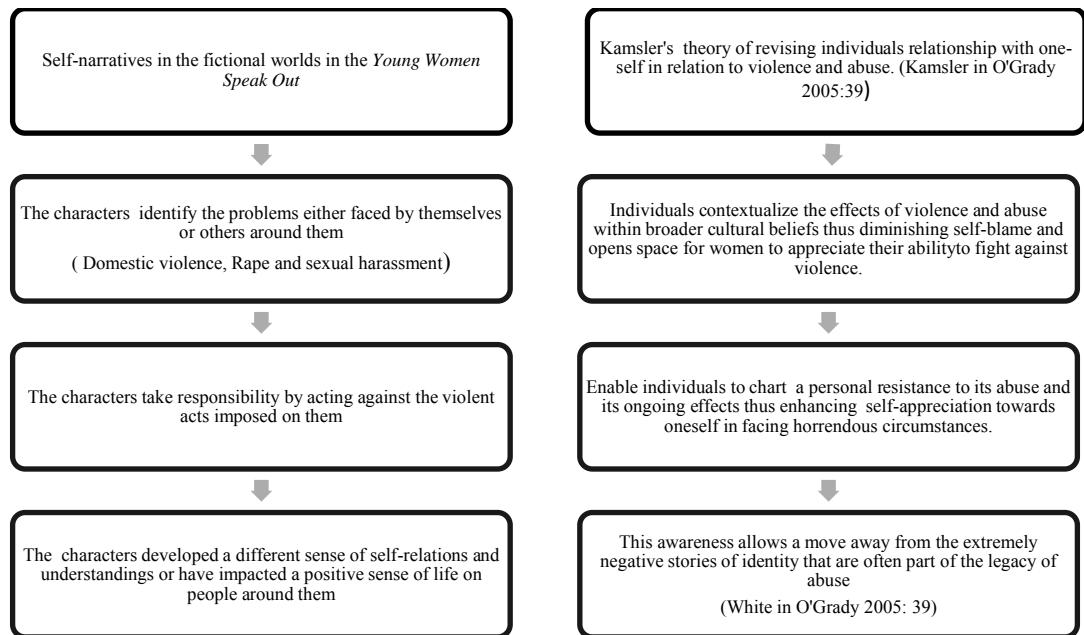 Self-narratives in the fictional worlds in the Young Women
Speak Out
The characters identify the problems either faced by themselves
or others around them
( Domestic violence, Rape and sexual harassment)
The characters take responsibility by acting against the violent
acts imposed on them
The characters developed a different sense of self-relations and
understandings or have impacted a positive sense of life on
people around them
Kamsler's theory of revising individuals relationship with one-
self in relation to violence and abuse. (Kamsler in O'Grady
2005:39)
Individuals contextualize the effects of violence and abuse
within broader cultural beliefs thus diminishing self-blame and
opens space for women to appreciate their abilityto fight against
violence.
Enable individuals to chart a personal resistance to its abuse and
its ongoing effects thus enhancing self-appreciation towards
oneself in facing horrendous circumstances.
This awareness allows a move away from the extremely
negative stories of identity that are often part of the legacy of
abuse
(White in O'Grady 2005: 39)